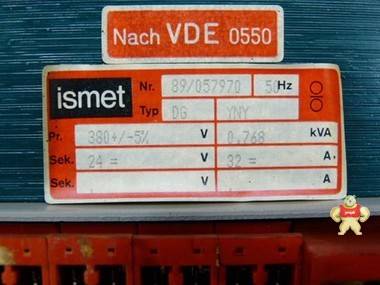 Nach VDE 0550
ismet
Nr. 89/057970 50 Hz
Typ DG YNY
Pr. 380+/-5% V 0,768 kVA
Sek. 24 = V 32 = A
Sek. V A